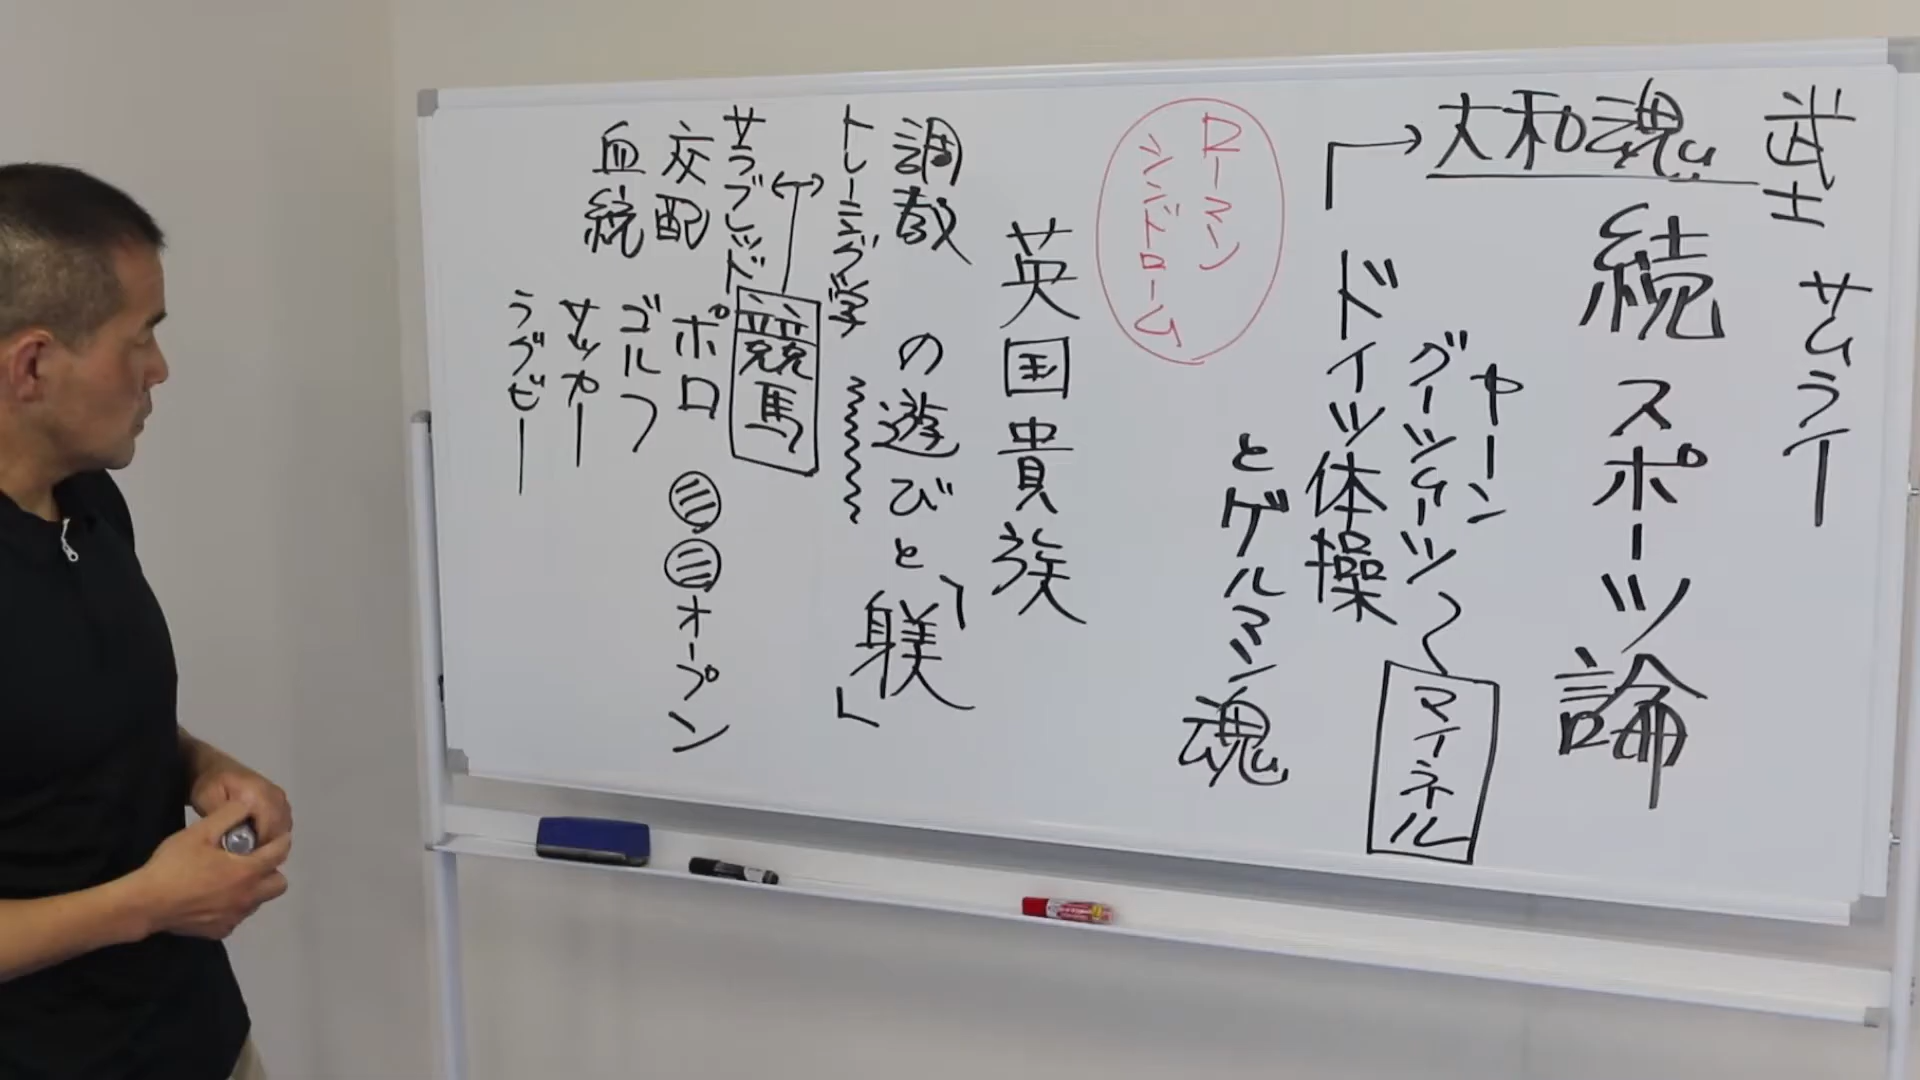 武士
サムライ
大和魂
続スポーツ論
ヤーン
グーツムーツ
マイネル
ドイツ体操
とゲルマン魂
ローマン
シンドローム
英国貴族
の遊びと「躾」
調教
トレーニング学
競馬
サラブレッド
交配
血統
ポロ
ゴルフ
サッカー
ラグビー
オープン